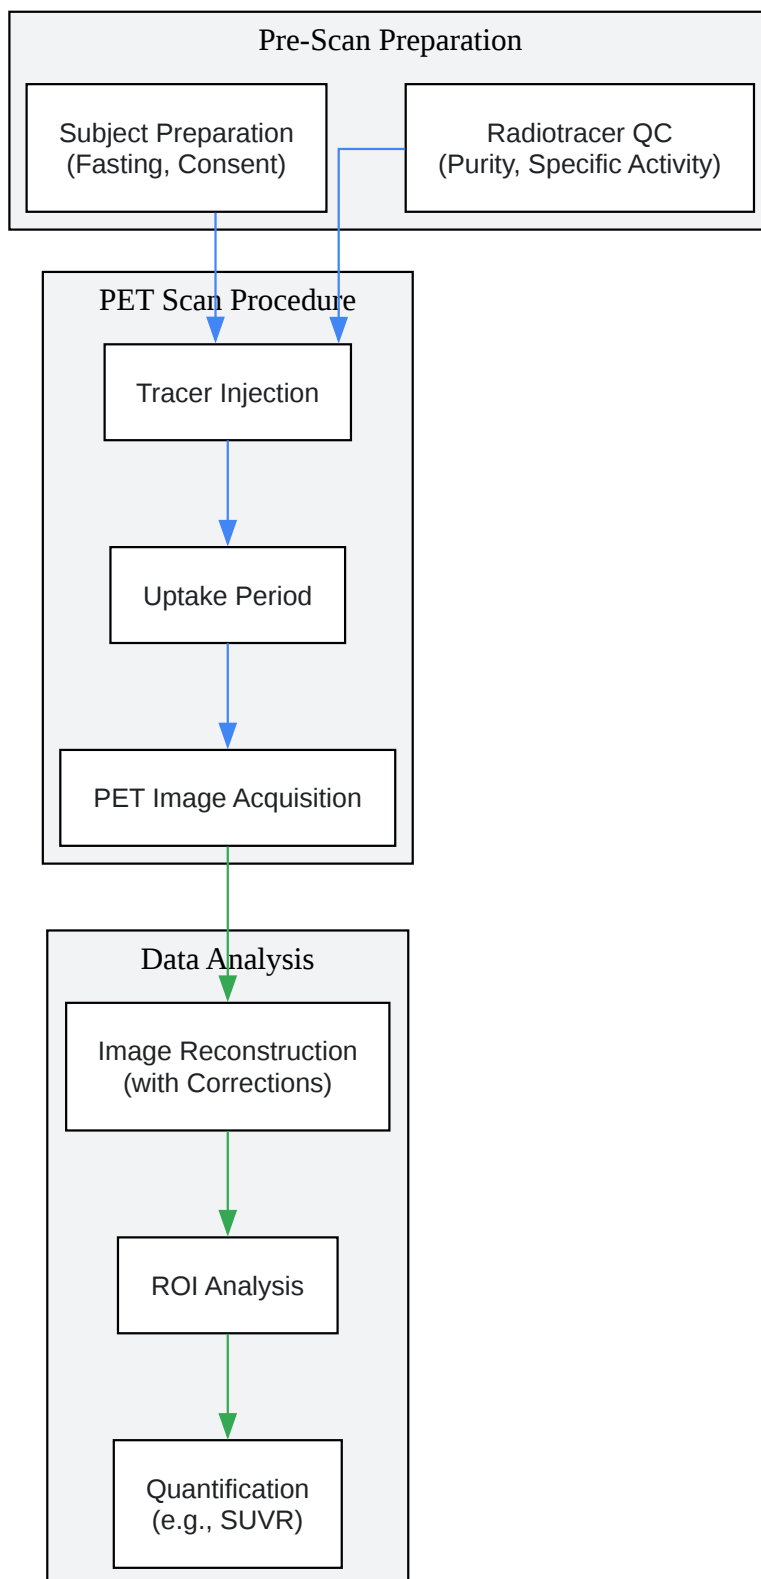 Pre-Scan Preparation
Subject Preparation
(Fasting, Consent)
Radiotracer QC
(Purity, Specific Activity)
PET Scan Procedure
Tracer Injection
Uptake Period
PET Image Acquisition
Data Analysis
Image Reconstruction
(with Corrections)
ROI Analysis
Quantification
(e.g., SUVR)